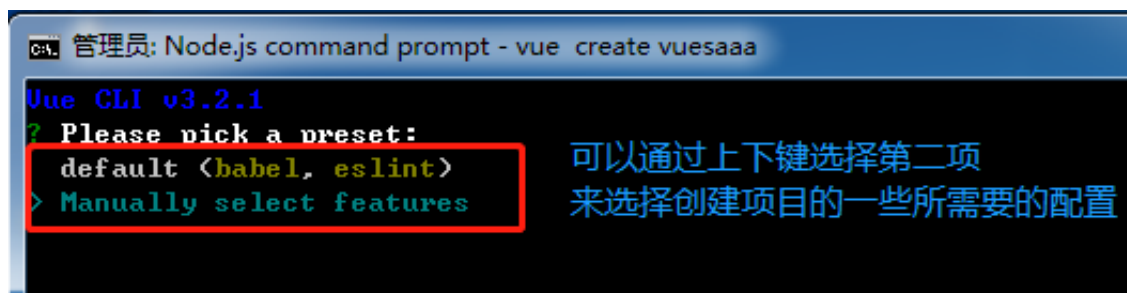 管理员: Node.js command prompt - vue  create vuesaaa
Vue CLI v3.2.1
? Please pick a preset:
default (babel, eslint)
> Manually select features
可以通过上下键选择第二项
来选择创建项目的一些所需要的配置